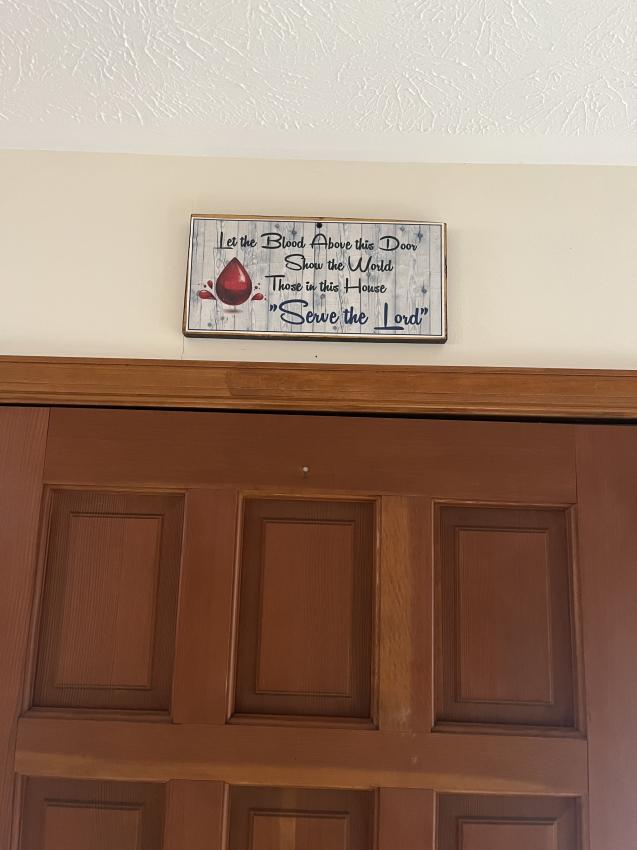 Let the Blood Above this Door
Show the World
Those in this House
"Serve the Lord"